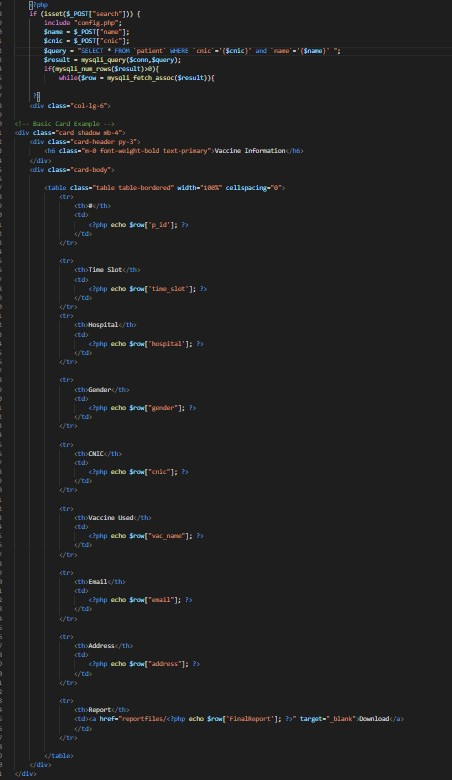 <?php
if (isset($_POST["search"])) {
include "config.php";
$name = $_POST["name"];
$cnic = $_POST["cnic"];
$query = "SELECT * FROM `patient` WHERE `cnic`='{$cnic}' and `name`='{$name}' ";
$result = mysqli_query($conn,$query);
if(mysqli_num_rows($result)>0){
while($row = mysqli_fetch_assoc($result)){
?>
<div class="col-lg-6">
<!-- Basic Card Example -->
<div class="card shadow mb-4">
<div class="card-header py-3">
<h6 class="m-0 font-weight-bold text-primary">Vaccine Information</h6>
</div>
<div class="card-body">
<table class="table table-bordered" width="100%" cellspacing="0">
<tr>
<th>#</th>
<td>
<?php echo $row['p_id']; ?>
</td>
</tr>
<tr>
<th>Time Slot</th>
<td>
<?php echo $row['time_slot']; ?>
</td>
</tr>
<tr>
<th>Hospital</th>
<td>
<?php echo $row['hospital']; ?>
</td>
</tr>
<tr>
<th>Gender</th>
<td>
<?php echo $row["gender"]; ?>
</td>
</tr>
<tr>
<th>CNIC</th>
<td>
<?php echo $row["cnic"]; ?>
</td>
</tr>
<tr>
<th>Vaccine Used</th>
<td>
<?php echo $row["vac_name"]; ?>
</td>
</tr>
<tr>
<th>Email</th>
<td>
<?php echo $row["email"]; ?>
</td>
</tr>
<tr>
<th>Address</th>
<td>
<?php echo $row["address"]; ?>
</td>
</tr>
<tr>
<th>Report</th>
<td><a href="reportfiles/<?php echo $row['FinalReport']; ?>" target="_blank">Download</a>
</td>
</tr>
</table>
</div>
</div>